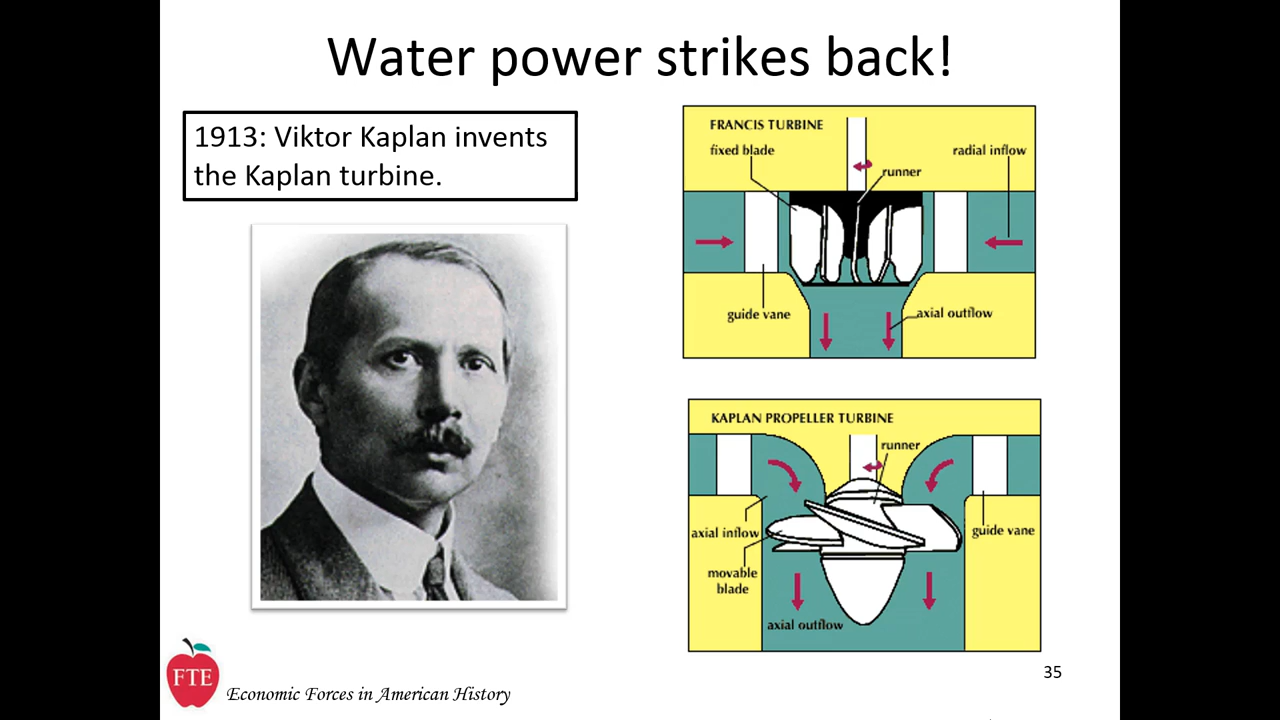 Water power strikes back!
1913: Viktor Kaplan invents
the Kaplan turbine.
FRANCIS TURBINE
fixed blade
radial inflow
runner
guide vane
axial outflow
KAPLAN PROPELLER TURBINE
runner
axial inflow
guide vane
movable
blade
axial outflow
35
FTE
Economic Forces in American History